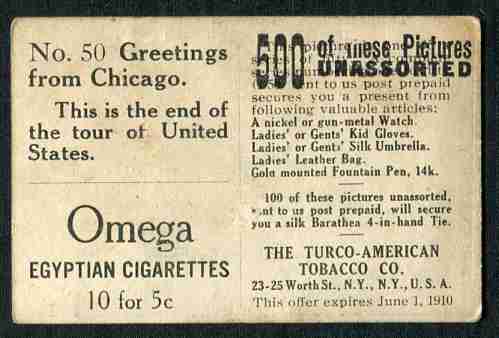 No. 50 Greetings
from Chicago.
This is the end of
the tour of United
States.
Omega
EGYPTIAN CIGARETTES
10 for 5c
500 of these Pictures
UNASSORTED
sent to us post prepaid
secures you a present from
following valuable articles:
A nickel or gun-metal Watch.
Ladies' or Gents' Kid Gloves.
Ladies' or Gents' Silk Umbrella.
Ladies' Leather Bag.
Gold mounted Fountain Pen, 14k.
100 of these pictures unassorted,
sent to us post prepaid, will secure
you a silk Barathea 4-in-hand Tie.
THE TURCO-AMERICAN
TOBACCO CO.
23-25 Worth St., N.Y., N.Y., U.S.A.
This offer expires June 1, 1910